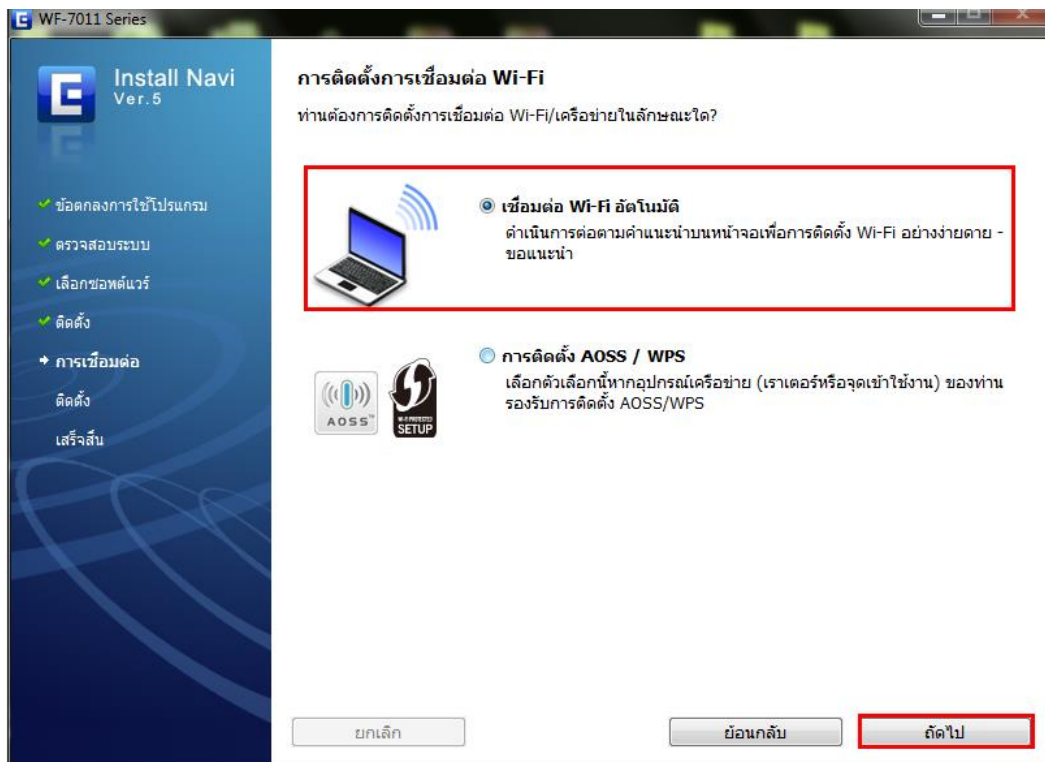 WF-7011 Series
Install Navi
Ver.5
ข้อตกลงการใช้โปรแกรม
ตรวจสอบระบบ
เลือกซอฟต์แวร์
ติดตั้ง
การเชื่อมต่อ
ติดตั้ง
เสร็จสิ้น
การติดตั้งการเชื่อมต่อ Wi-Fi
ท่านต้องการติดตั้งการเชื่อมต่อ Wi-Fi/เครือข่ายในลักษณะใด?
เชื่อมต่อ Wi-Fi อัตโนมัติ
ดำเนินการต่อตามคำแนะนำบนหน้าจอเพื่อการติดตั้ง Wi-Fi อย่างง่ายดาย -
ขอแนะนำ
การติดตั้ง AOSS / WPS
เลือกตัวเลือกนี้หากอุปกรณ์เครือข่าย (เราเตอร์หรือจุดเข้าใช้งาน) ของท่าน
รองรับการติดตั้ง AOSS/WPS
AOSS™
WI-FI PROTECTED
SETUP
ยกเลิก
ย้อนกลับ
ถัดไป